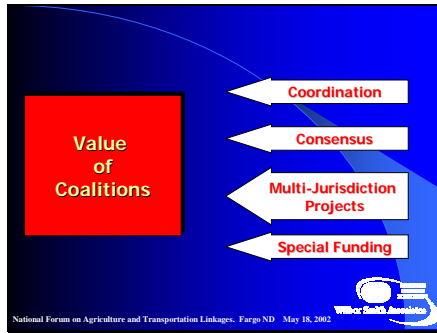 Value
of
Coalitions
Coordination
Consensus
Multi-Jurisdiction
Projects
Special Funding
National Forum on Agriculture and Transportation Linkages. Fargo ND May 18, 2002
Wilbur Smith Associates